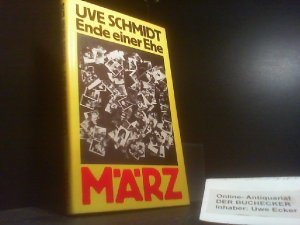 UVE SCHMIDT
Ende einer Ehe
MÄRZ
Online- Antiquariat
DER BUCHECKER
Inhaber: Uwe Ecker